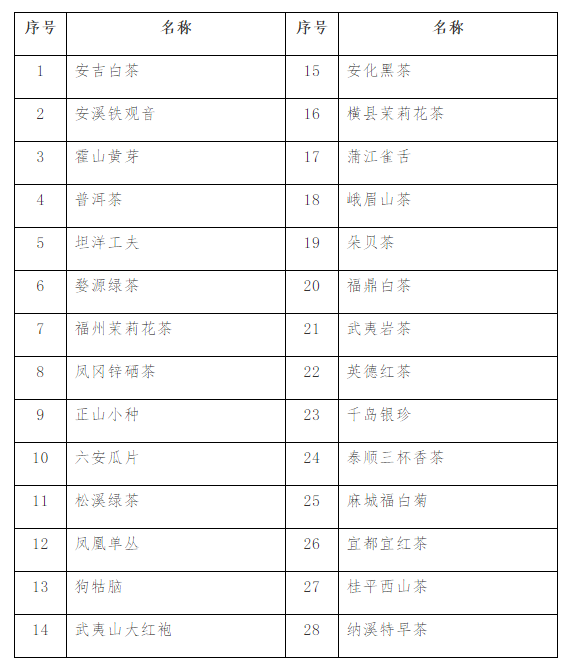 序号 名称 序号 名称
1 安吉白茶 15 安化黑茶
2 安溪铁观音 16 横县茉莉花茶
3 霍山黄芽 17 蒲江雀舌
4 普洱茶 18 峨眉山茶
5 坦洋工夫 19 朵贝茶
6 婺源绿茶 20 福鼎白茶
7 福州茉莉花茶 21 武夷岩茶
8 凤冈锌硒茶 22 英德红茶
9 正山小种 23 千岛银珍
10 六安瓜片 24 泰顺三杯香茶
11 松溪绿茶 25 麻城福白菊
12 凤凰单丛 26 宜都宜红茶
13 狗牯脑 27 桂平西山茶
14 武夷山大红袍 28 纳溪特早茶